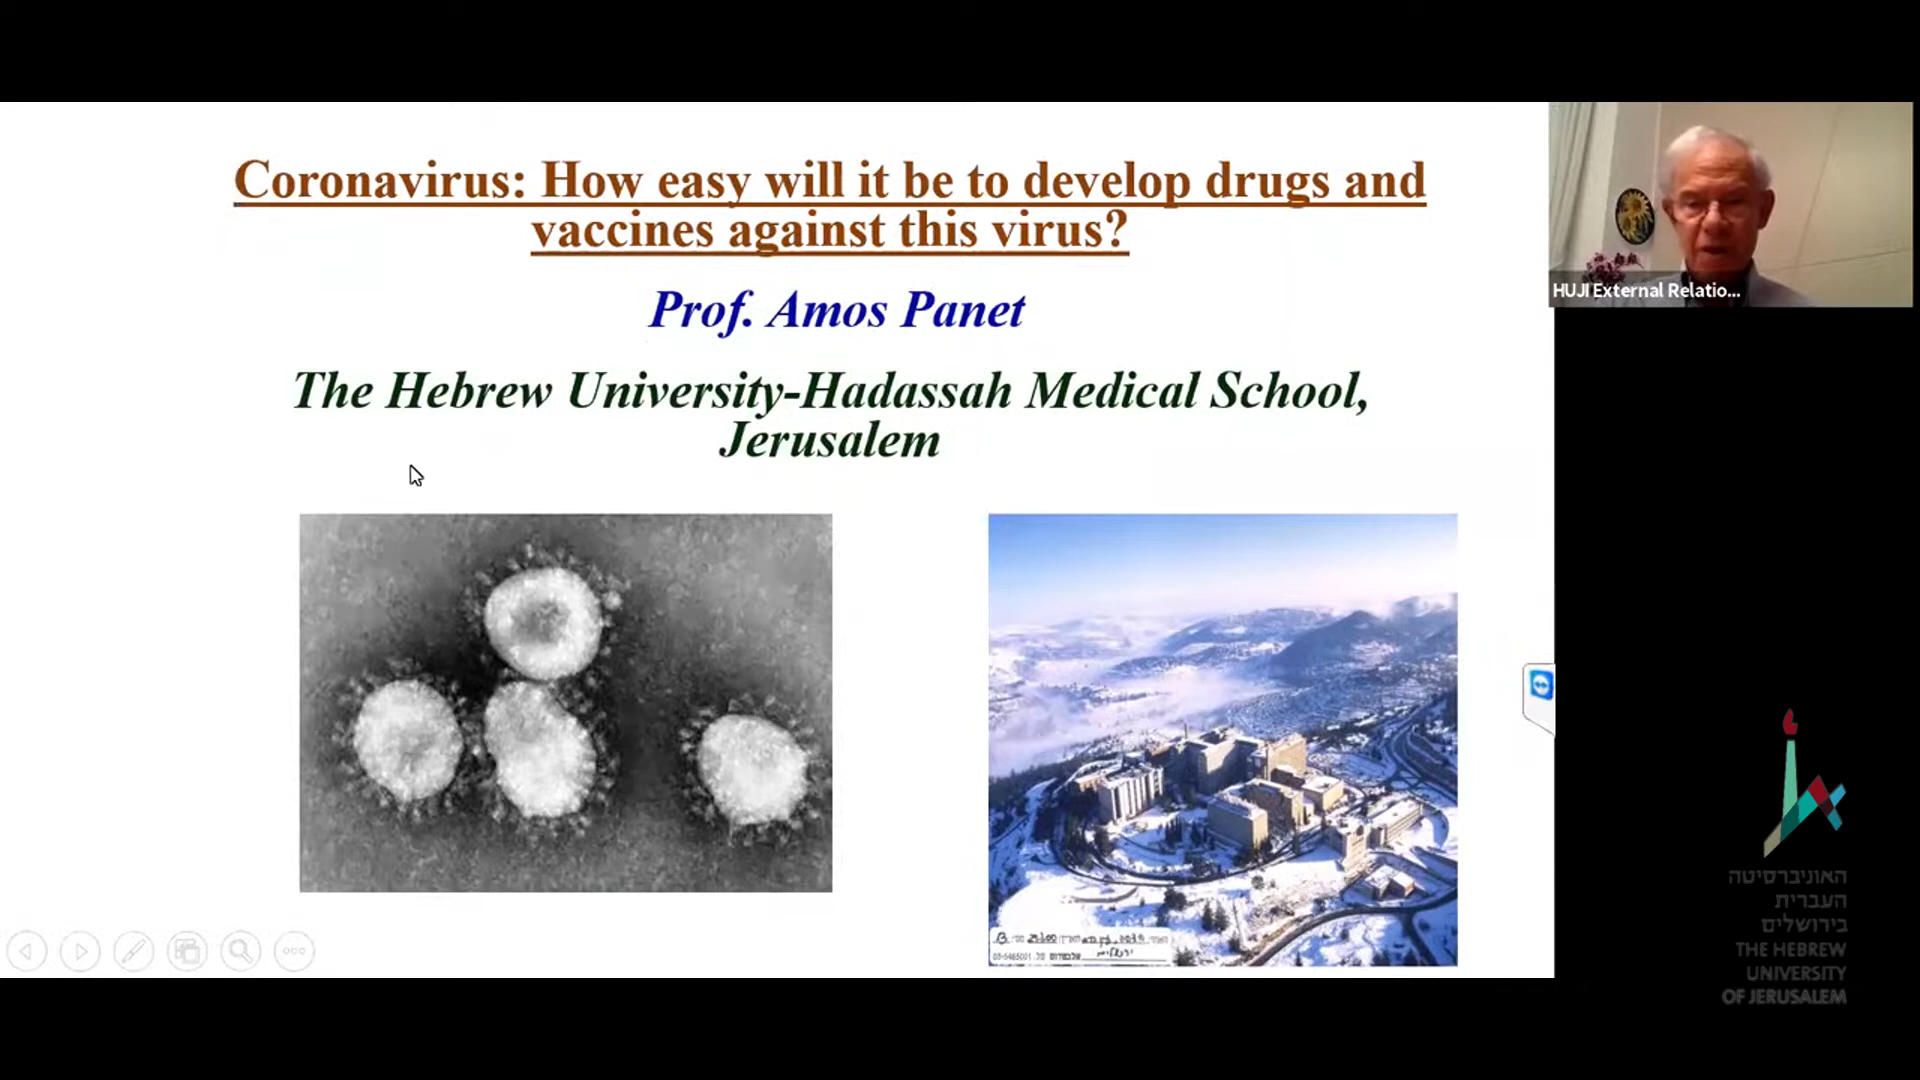 Coronavirus: How easy will it be to develop drugs and
vaccines against this virus?
Prof. Amos Panet
The Hebrew University-Hadassah Medical School,
Jerusalem
HUJI External Relatio...
האוניברסיטה
העברית
בירושלים
THE HEBREW
UNIVERSITY
OF JERUSALEM